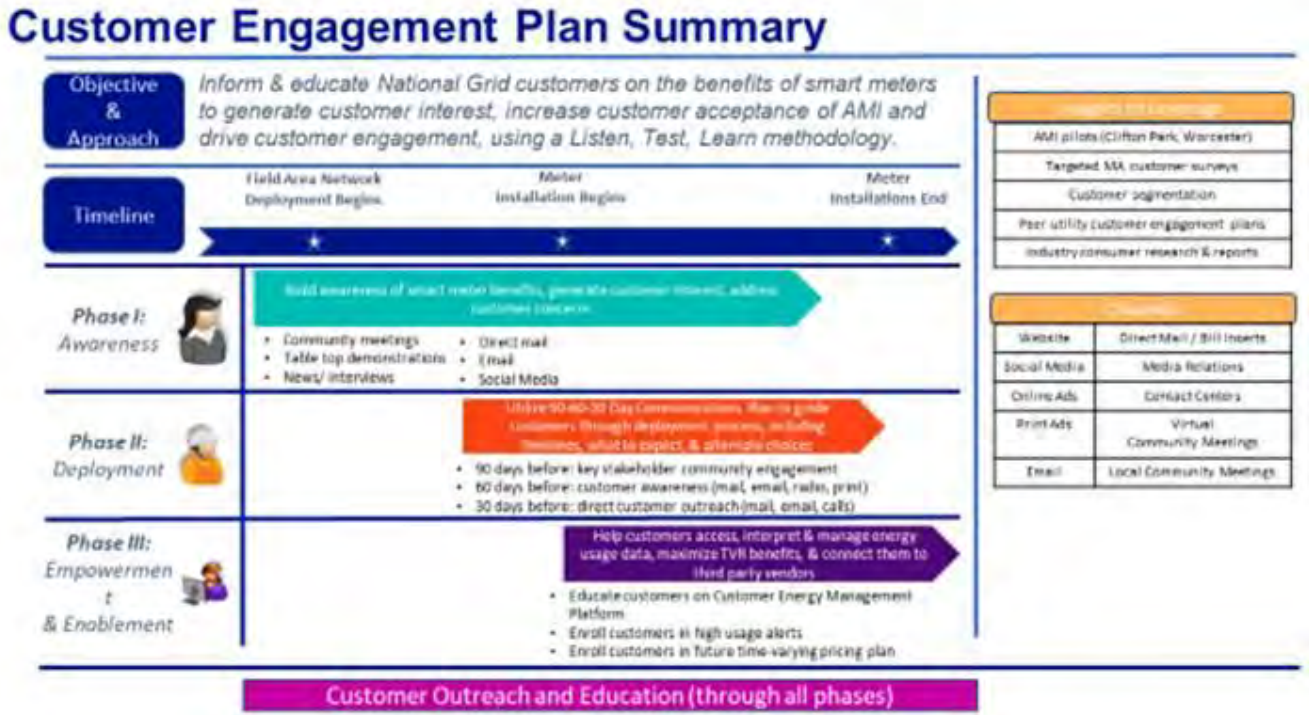 Customer Engagement Plan Summary
Objective
&
Approach
Inform & educate National Grid customers on the benefits of smart meters
to generate customer interest, increase customer acceptance of AMI and
drive customer engagement, using a Listen, Test, Learn methodology.
Timeline
Field Area Network
Deployment Begins
Meter
Installation Begins
Meter
Installations End
Phase I:
Awareness
Build awareness of smart meter benefits, generate customer interest, address
customer concerns
• Community meetings
• Table top demonstrations
• News/ Interviews
• Direct mail
• Email
• Social Media
Phase II:
Deployment
Utilize 90-60-30 Day Communications Plan to guide
customers through deployment process, including
timelines, what to expect, & alternate choices
• 90 days before: key stakeholder community engagement
• 60 days before: customer awareness (mail, email, radio, print)
• 30 days before: direct customer outreach (mail, email, calls)
Phase III:
Empowermen
t
& Enablement
Help customers access, interpret & manage energy
usage data, maximize TVR benefits, & connect them to
third party vendors
• Educate customers on Customer Energy Management
Platform
• Enroll customers in high usage alerts
• Enroll customers in future time-varying pricing plan
AMI pilots (Clifton Park, Worcester)
Targeted MA customer surveys
Customer segmentation
Peer utility customer engagement plans
Industry consumer research & reports
Channels
Website Direct Mail / Bill Inserts
Social Media Media Relations
Online Ads Contact Centers
Print Ads Virtual
Community Meetings
Email Local Community Meetings
Customer Outreach and Education (through all phases)